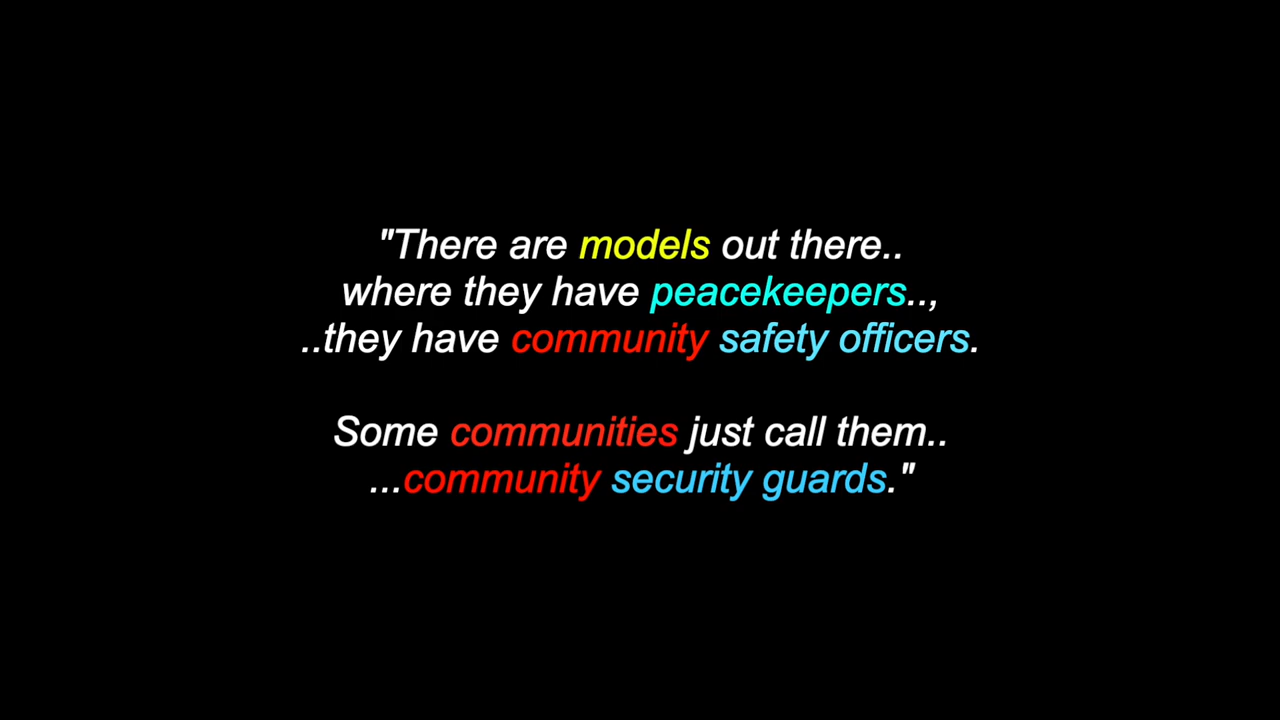 "There are models out there..
where they have peacekeepers..,
..they have community safety officers.
Some communities just call them..
...community security guards."